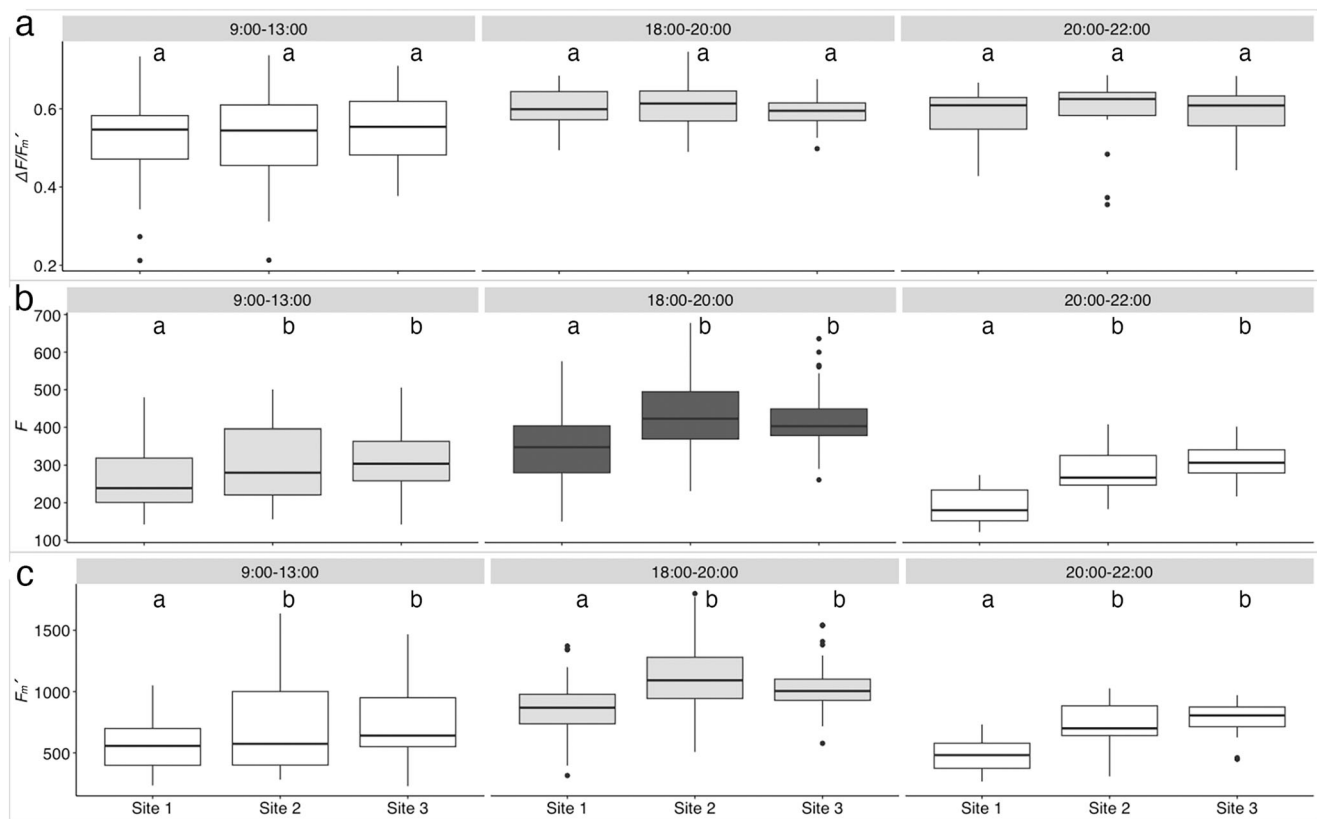 a
9:00-13:00 18:00-20:00 20:00-22:00
a a a a a a a a a
0.6
0.4
0.2
ΔF/Fm´
b
9:00-13:00 18:00-20:00 20:00-22:00
a b b a b b a b b
700
600
500
400
300
200
100
F
c
9:00-13:00 18:00-20:00 20:00-22:00
a b b a b b a b b
1500
1000
500
Fm´
Site 1 Site 2 Site 3 Site 1 Site 2 Site 3 Site 1 Site 2 Site 3